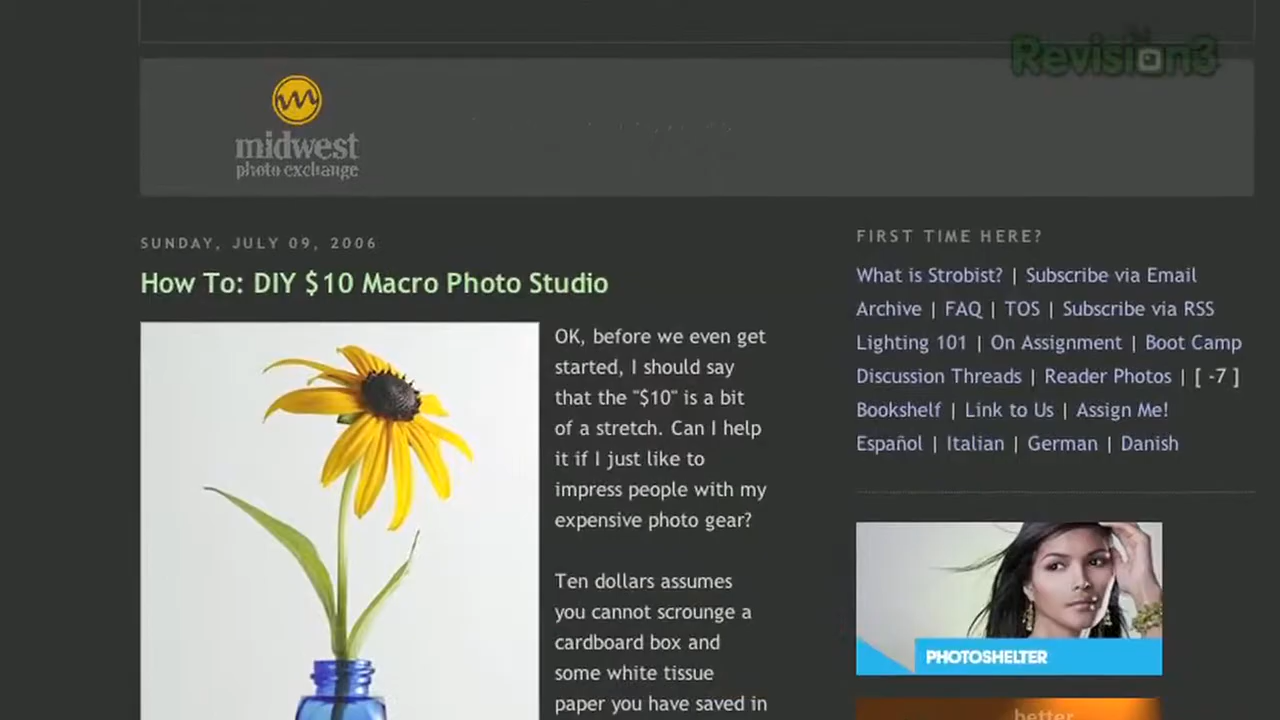 Revision3
midwest
photo exchange
SUNDAY, JULY 09, 2006
How To: DIY $10 Macro Photo Studio
OK, before we even get
started, I should say
that the "$10" is a bit
of a stretch. Can I help
it if I just like to
impress people with my
expensive photo gear?
Ten dollars assumes
you cannot scrounge a
cardboard box and
some white tissue
paper you have saved in
FIRST TIME HERE?
What is Strobist? | Subscribe via Email
Archive | FAQ | TOS | Subscribe via RSS
Lighting 101 | On Assignment | Boot Camp
Discussion Threads | Reader Photos | [ -7 ]
Bookshelf | Link to Us | Assign Me!
Español | Italian | German | Danish
PHOTOSHELTER
better